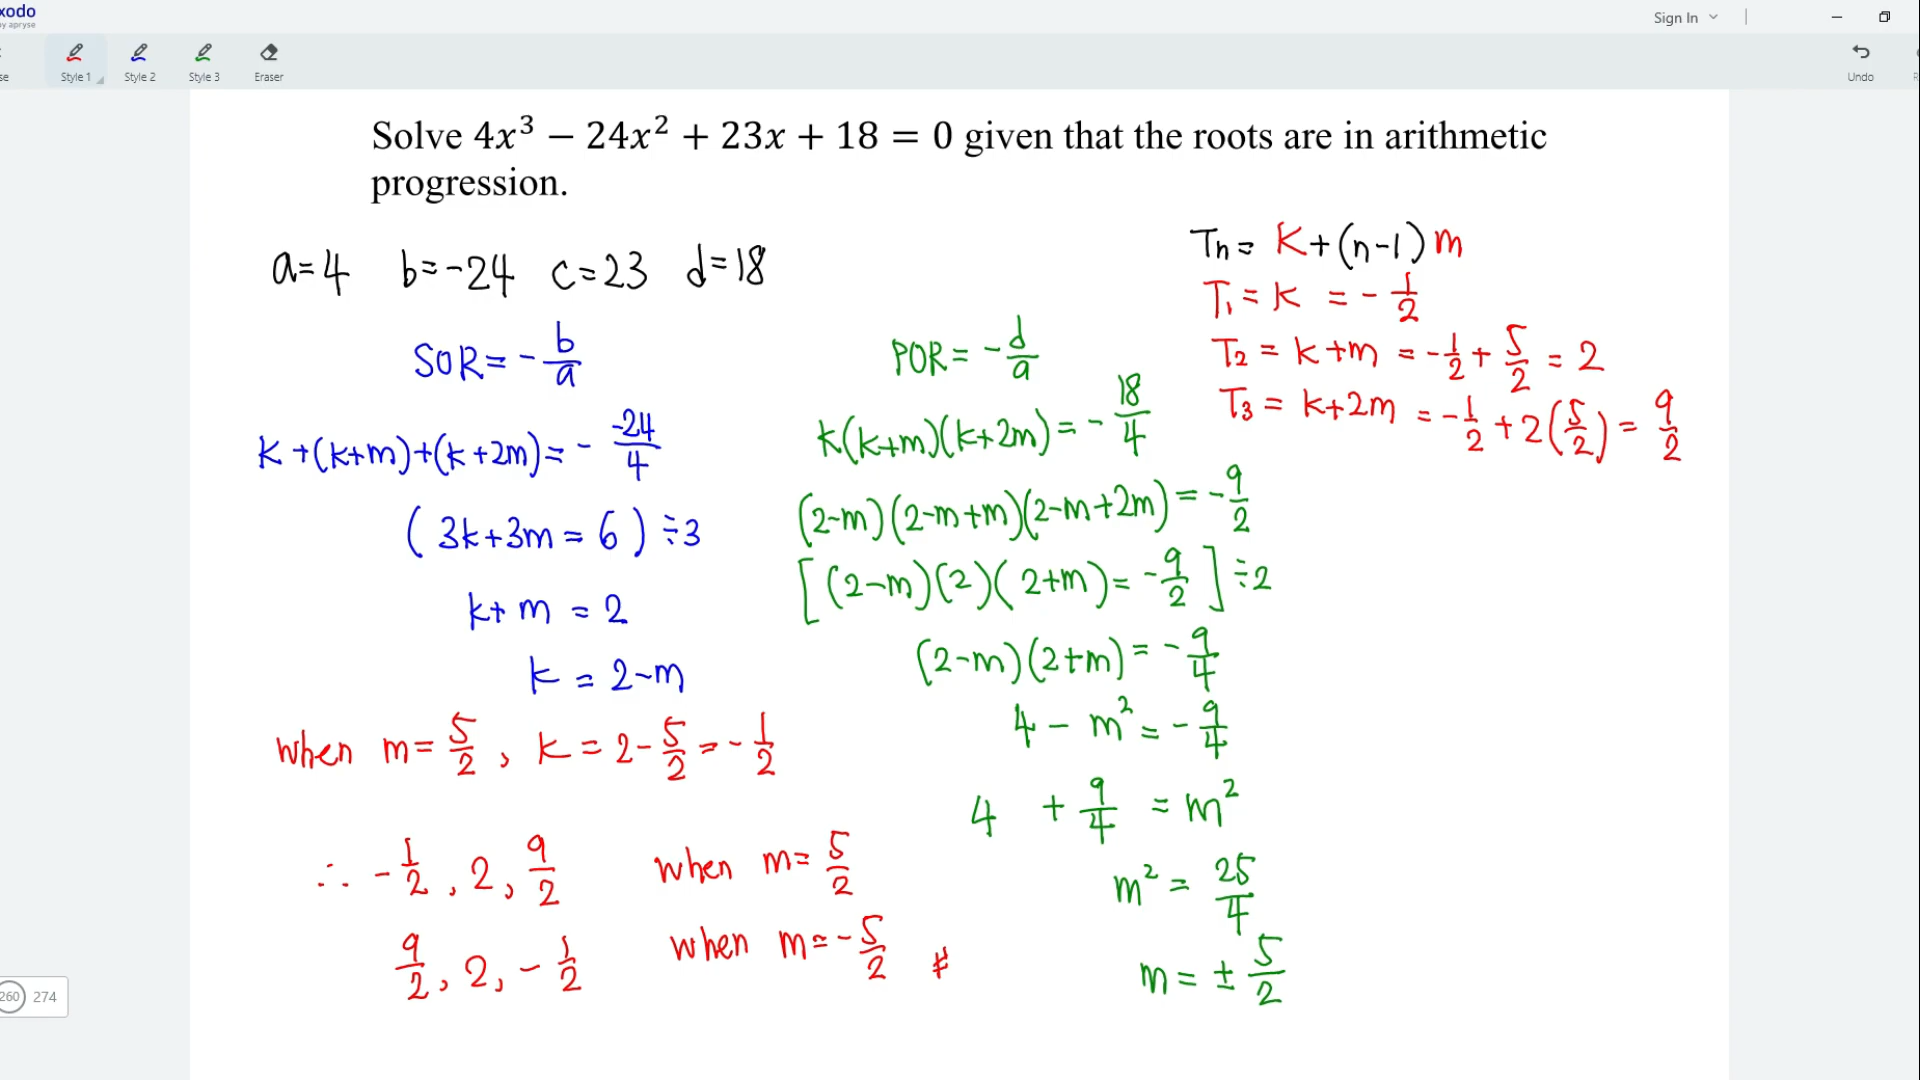 xodo
by apryse
Sign In
se
Style 1
Style 2
Style 3
Eraser
Undo
Solve 4x³ − 24x² + 23x + 18 = 0 given that the roots are in arithmetic
progression.
a=4 b=-24 c=23 d=18
SOR = - b/a
k+(k+m)+(k+2m) = - -24/4
( 3k+3m = 6 ) ÷3
k+m = 2
k = 2-m
when m = 5/2 , k = 2 - 5/2 = - 1/2
∴ - 1/2 , 2, 9/2 when m = 5/2
9/2 , 2, - 1/2 when m = - 5/2 #
POR = - d/a
k(k+m)(k+2m) = - 18/4
(2-m)(2-m+m)(2-m+2m) = - 9/2
[(2-m)(2)(2+m) = - 9/2] ÷2
(2-m)(2+m) = - 9/4
4 - m² = - 9/4
4 + 9/4 = m²
m² = 25/4
m = ± 5/2
Tn = k+(n-1)m
T₁ = k = - 1/2
T₂ = k+m = - 1/2 + 5/2 = 2
T₃ = k+2m = - 1/2 + 2(5/2) = 9/2
260 274